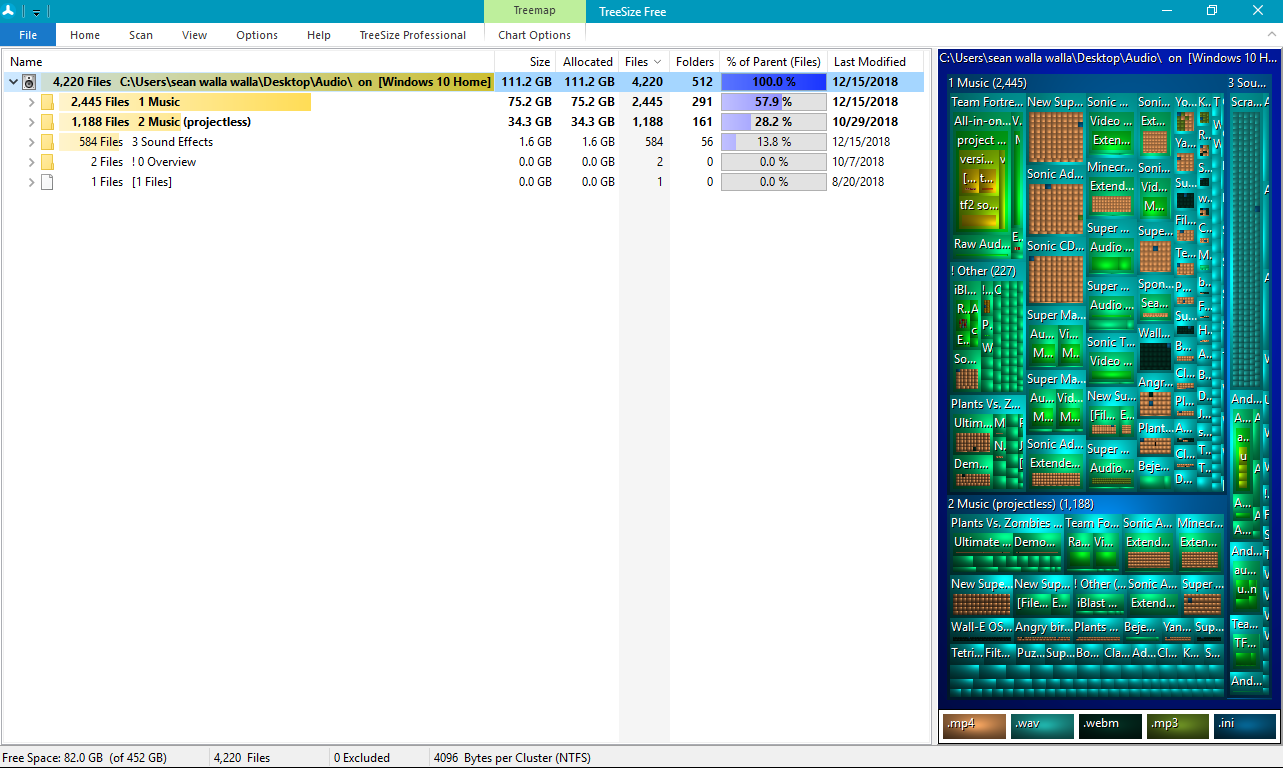 Treemap
TreeSize Free
File Home Scan View Options Help TreeSize Professional Chart Options
Name Size Allocated Files Folders % of Parent (Files) Last Modified
4,220 Files C:\Users\sean walla walla\Desktop\Audio\ on [Windows 10 Home] 111.2 GB 111.2 GB 4,220 512 100.0 % 12/15/2018
2,445 Files 1 Music 75.2 GB 75.2 GB 2,445 291 57.9 % 12/15/2018
1,188 Files 2 Music (projectless) 34.3 GB 34.3 GB 1,188 161 28.2 % 10/29/2018
584 Files 3 Sound Effects 1.6 GB 1.6 GB 584 56 13.8 % 12/15/2018
2 Files ! 0 Overview 0.0 GB 0.0 GB 2 0 0.0 % 10/7/2018
1 Files [1 Files] 0.0 GB 0.0 GB 1 0 0.0 % 8/20/2018
C:\Users\sean walla walla\Desktop\Audio\ on [Windows 10 H...
1 Music (2,445) 3 Sou...
Team Fortre... New Sup... Sonic ... Soni... Yo... K... Scra...
All-in-on... Video ... Ext...
project ... Exten...
versi...
[... t...
tf2 so...
Raw Aud...
Sonic Ad...
Sonic CD...
Minecr...
Extend...
Soni...
Vid...
M...
Super ...
Audio ...
Supe...
! Other (227)
iBl...
R...
E...
So...
Super ...
Audio ...
Spon...
Sea...
Super Ma...
Au... Vi...
M... M...
Sonic T...
Video ...
Wall...
Super Ma...
Au... Vid...
M... M...
New Su...
[Fil... E...
Angr...
Plants Vs. Z...
Ultim...
Dem...
Sonic Ad...
Extende...
Super ...
Audio ...
Plant...
Beje...
And...
2 Music (projectless) (1,188)
Plants Vs. Zombies ... Team Fo... Sonic A... Minecr...
Ultimate ... Demo... Ra... Vi... Extend... Exten...
New Supe... New Sup... ! Other (... Sonic A... Super ...
[File... E... iBlast ... Extend...
Wall-E OS... Angry bir... Plants ... Beje... Yan... Sup...
Tetri... Filt... Puz... Sup... Bo... Cla... Ad... Cl... K... S...
And...
au...
u...n
Tea...
TF...
And...
.mp4 .wav .webm .mp3 .ini
Free Space: 82.0 GB (of 452 GB) 4,220 Files 0 Excluded 4096 Bytes per Cluster (NTFS)